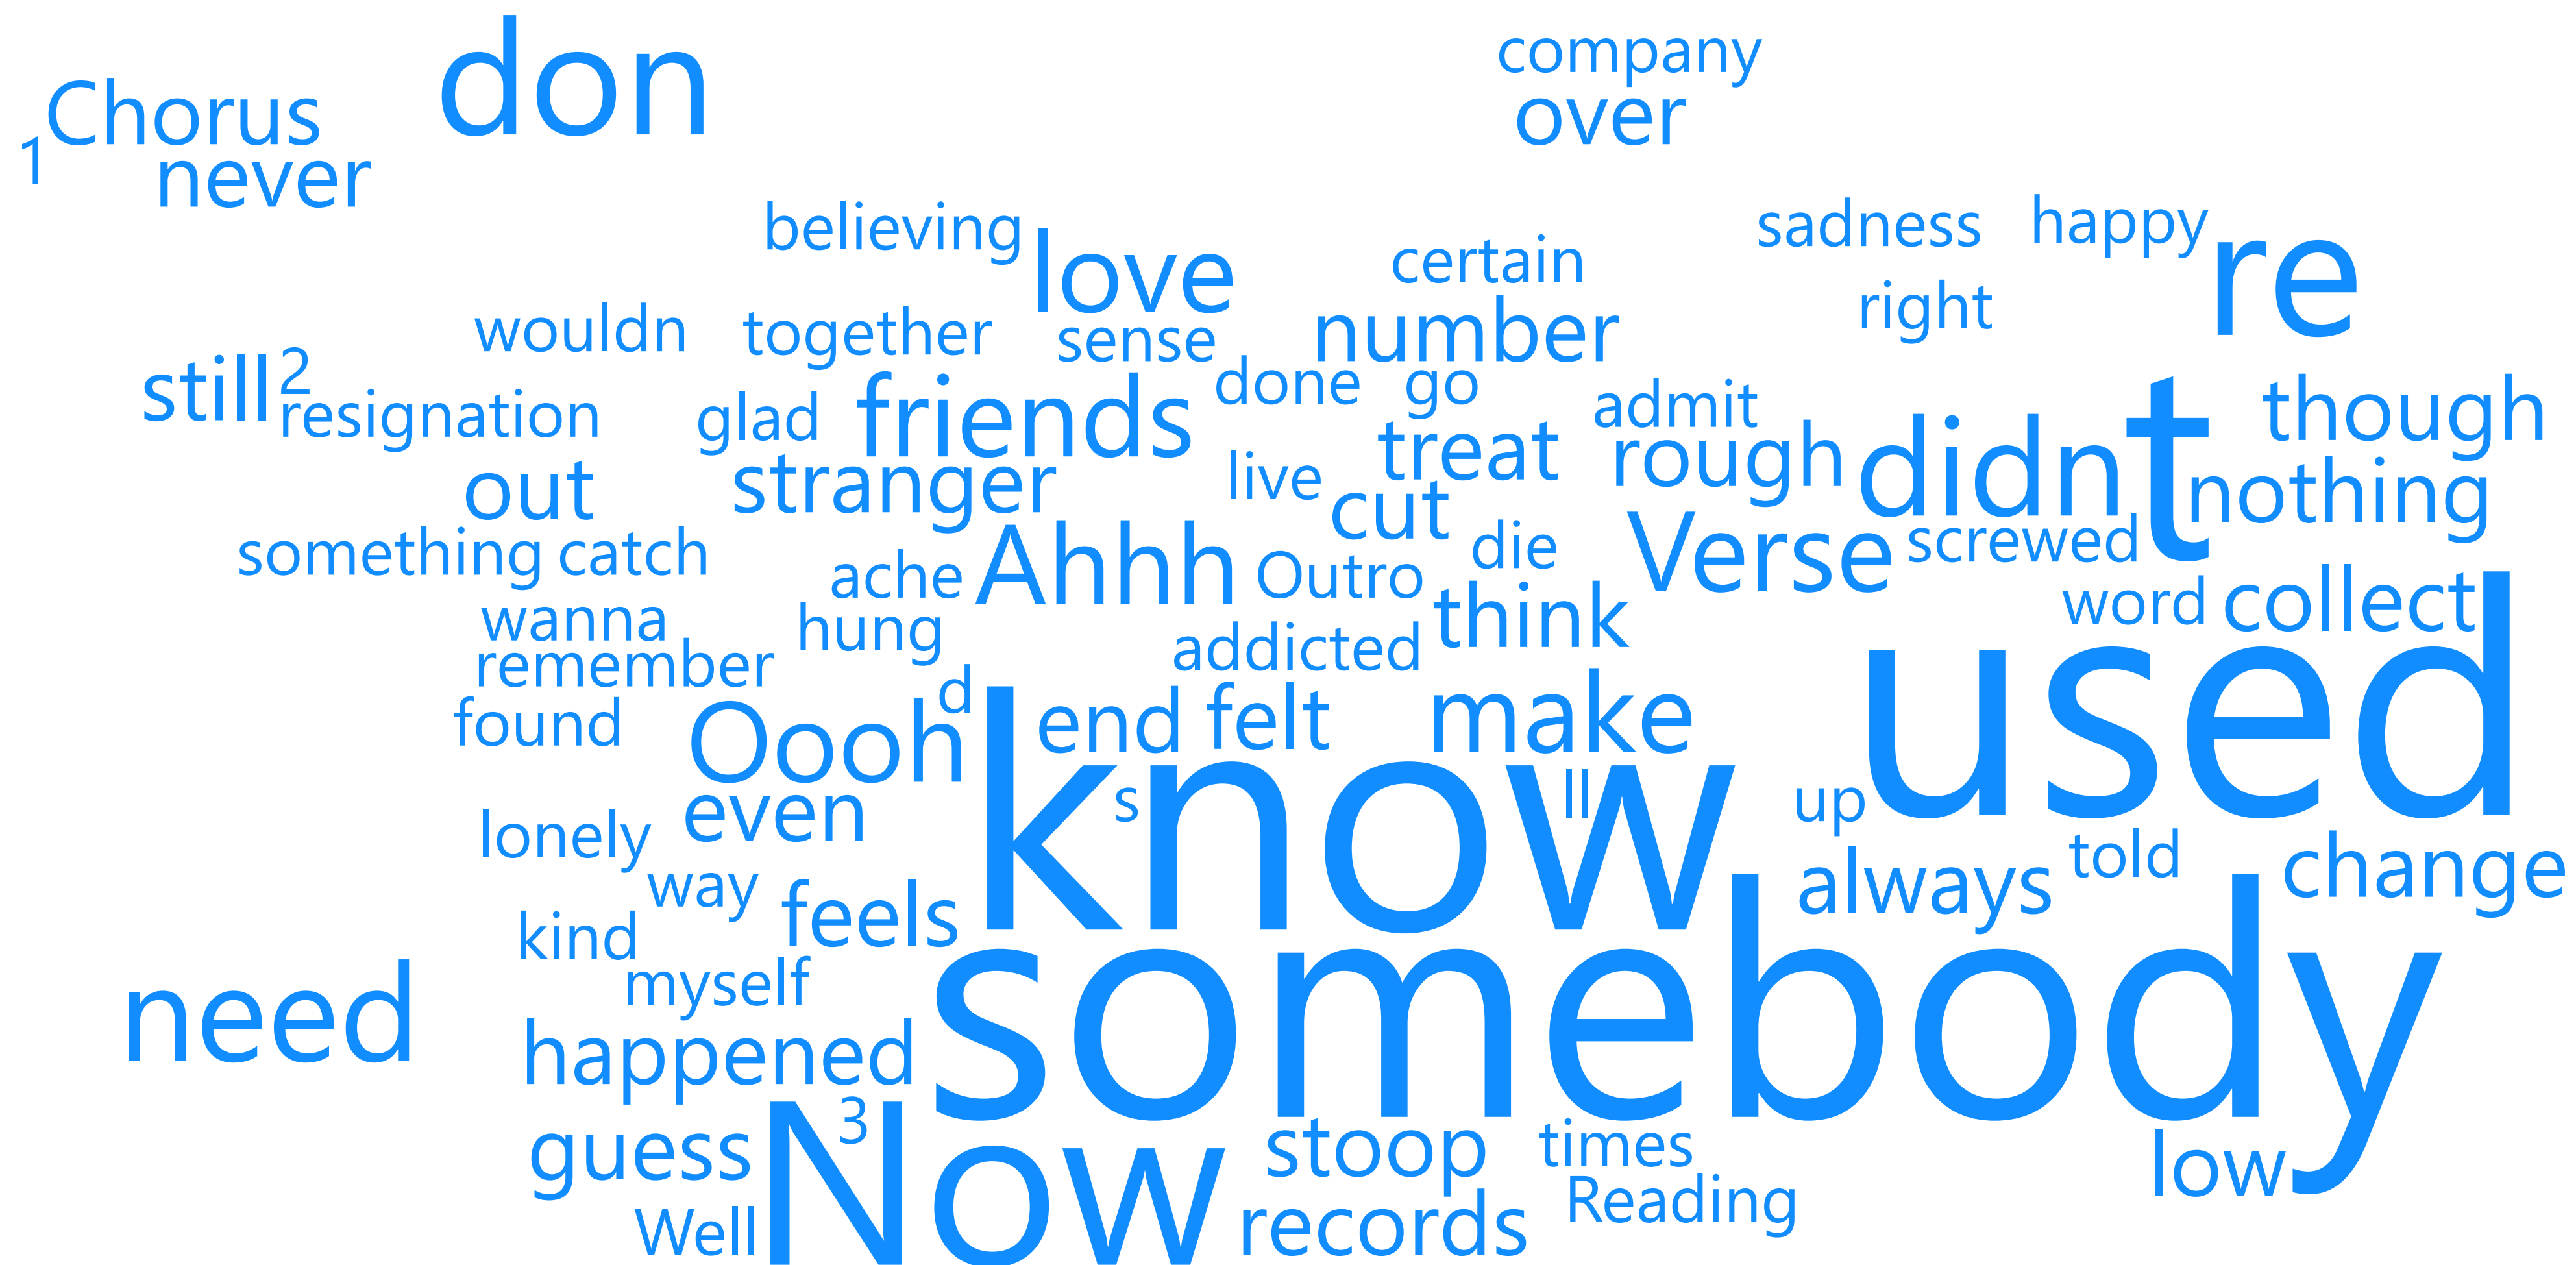 don
company
Chorus
over
1
never
believing
sadness
happy
love
certain
re
wouldn
together
sense
number
right
still
2
resignation
glad
friends
done
go
admit
t
though
out
stranger
live
treat
cut
rough
didn
nothing
something
catch
ache
Ahhh
Outro
die
Verse
screwed
wanna
hung
addicted
think
word
collect
remember
found
Oooh
d
end
felt
make
used
know
s
ll
up
lonely
even
way
feels
always
told
change
kind
myself
need
somebody
happened
guess
3
Now
stoop
times
low
Well
records
Reading